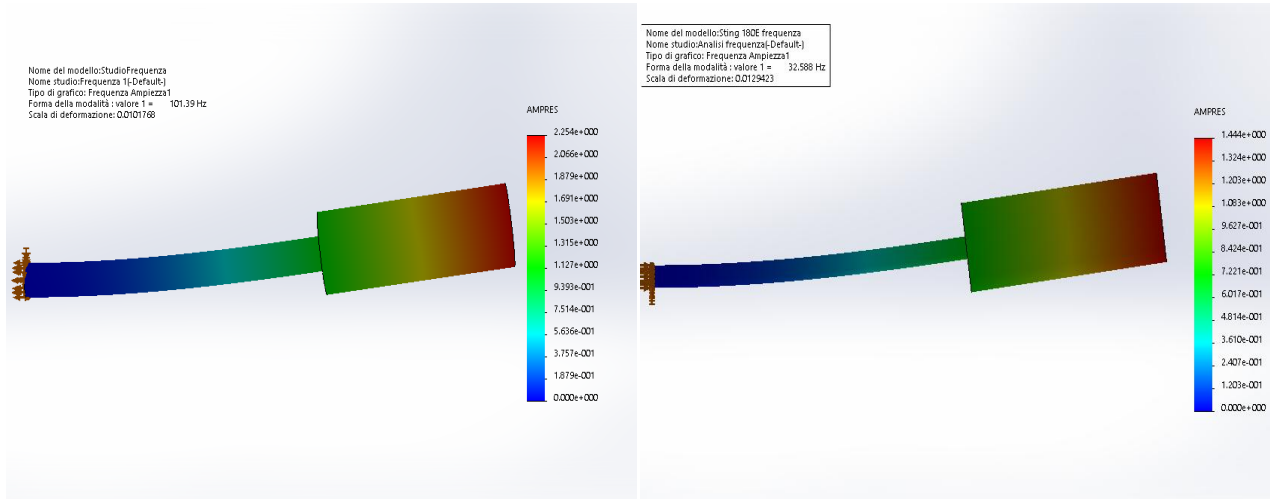 Nome del modello:StudioFrequenza
Nome studio:Frequenza 1(-Default-)
Tipo di grafico: Frequenza Ampiezza1
Forma della modalità : valore 1 = 101.39 Hz
Scala di deformazione: 0.0101768
AMPRES
2.254e+000
2.066e+000
1.879e+000
1.691e+000
1.503e+000
1.315e+000
1.127e+000
9.393e-001
7.514e-001
5.636e-001
3.757e-001
1.879e-001
0.000e+000
Nome del modello:Sting 180E frequenza
Nome studio:Analisi frequenza(-Default-)
Tipo di grafico: Frequenza Ampiezza1
Forma della modalità : valore 1 = 32.588 Hz
Scala di deformazione: 0.0129423
AMPRES
1.444e+000
1.324e+000
1.203e+000
1.083e+000
9.627e-001
8.424e-001
7.221e-001
6.017e-001
4.814e-001
3.610e-001
2.407e-001
1.203e-001
0.000e+000